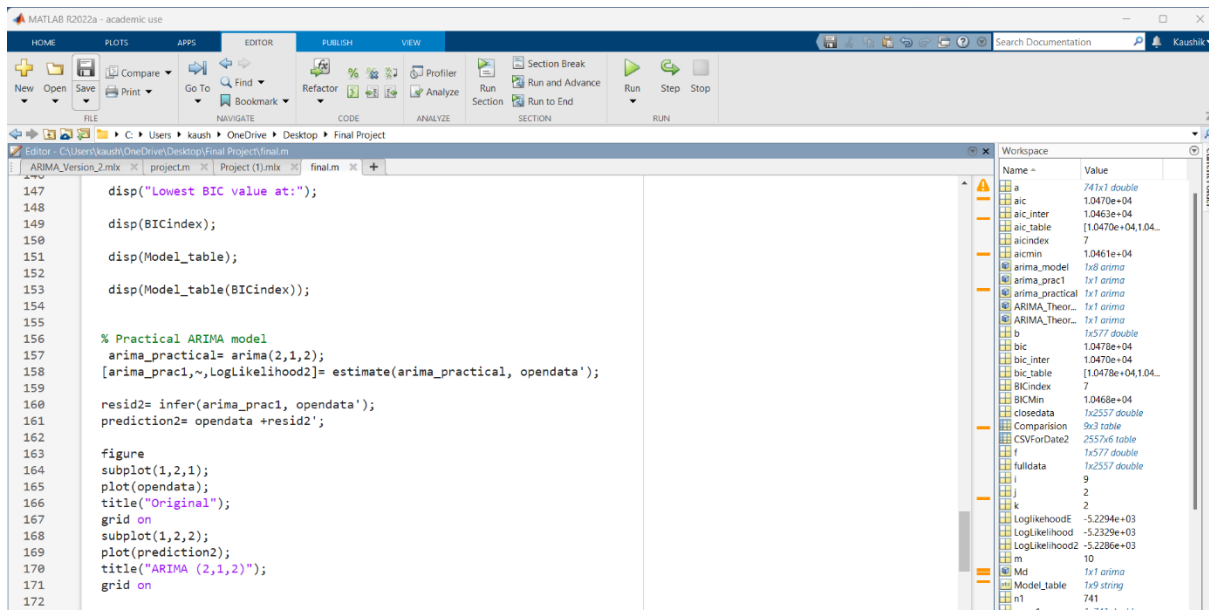 MATLAB R2022a - academic use
HOME PLOTS APPS EDITOR PUBLISH VIEW
Search Documentation
Kaushik
New
Open
Save
Compare
Print
FILE
Go To
Find
Bookmark
NAVIGATE
Refactor
CODE
Profiler
Analyze
ANALYZE
Run Section
Section Break
Run and Advance
Run to End
SECTION
Run
Step
Stop
RUN
C: Users kaush OneDrive Desktop Final Project
Editor - C:\Users\kaush\OneDrive\Desktop\Final Project\final.m
ARIMA_Version_2.mlx project.m Project (1).mlx final.m +
146
147 disp("Lowest BIC value at:");
148
149 disp(BICindex);
150
151 disp(Model_table);
152
153 disp(Model_table(BICindex));
154
155
156 % Practical ARIMA model
157 arima_practical= arima(2,1,2);
158 [arima_prac1,~,LogLikelihood2]= estimate(arima_practical, opendata');
159
160 resid2= infer(arima_prac1, opendata');
161 prediction2= opendata +resid2';
162
163 figure
164 subplot(1,2,1);
165 plot(opendata);
166 title("Original");
167 grid on
168 subplot(1,2,2);
169 plot(prediction2);
170 title("ARIMA (2,1,2)");
171 grid on
172
Workspace
Name Value
a 741x1 double
aic 1.0470e+04
aic_inter 1.0463e+04
aic_table [1.0470e+04,1.04...
aicindex 7
aicmin 1.0461e+04
arima_model 1x8 arima
arima_prac1 1x1 arima
arima_practical 1x1 arima
ARIMA_Theor... 1x1 arima
ARIMA_Theor... 1x1 arima
b 1x577 double
bic 1.0478e+04
bic_inter 1.0470e+04
bic_table [1.0478e+04,1.04...
BICindex 7
BICMin 1.0468e+04
closedata 1x2557 double
Comparision 9x3 table
CSVForDate2 2557x6 table
f 1x577 double
fulldata 1x2557 double
i 9
j 2
k 2
LoglikehoodE -5.2294e+03
LogLikelihood -5.2329e+03
LogLikelihood2 -5.2286e+03
m 10
Md 1x1 arima
Model_table 1x9 string
n1 741